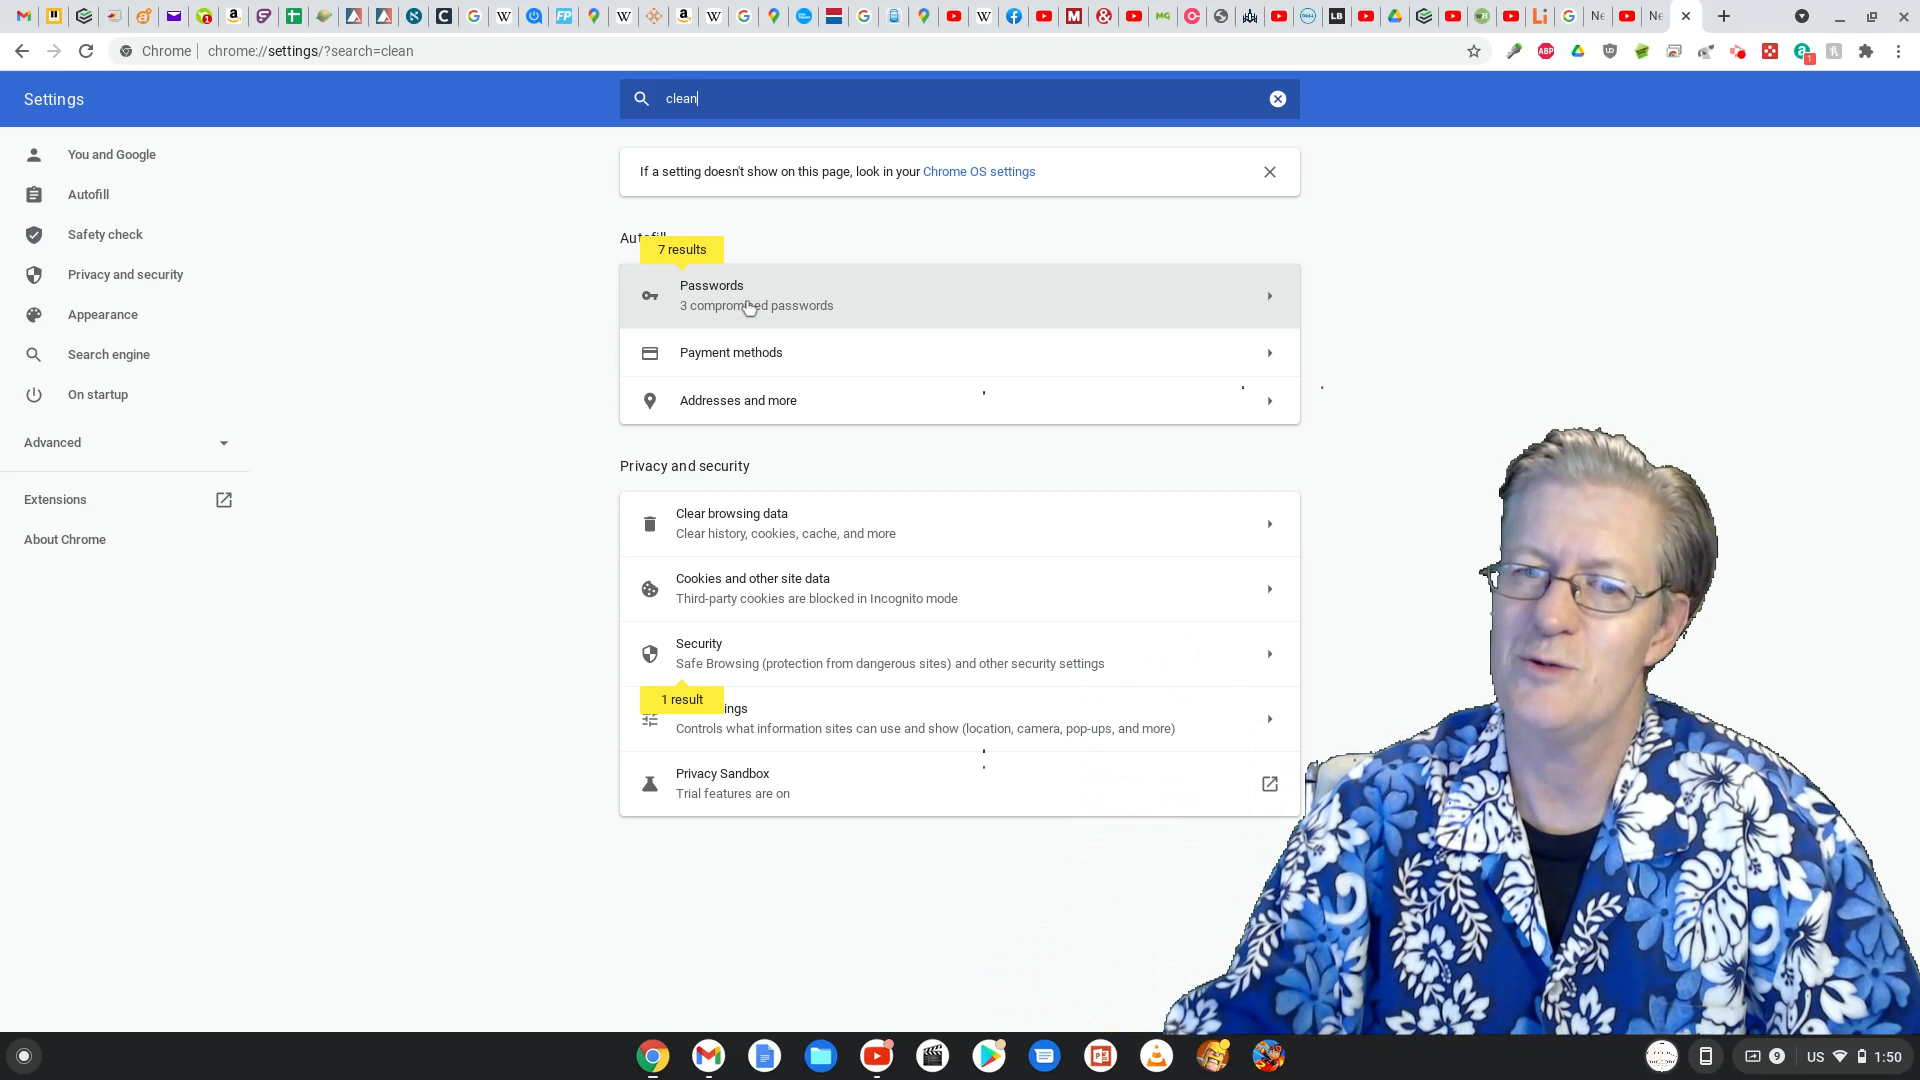 Chrome
chrome://settings/?search=clean
ABP
1
Settings
clean
You and Google
Autofill
Safety check
Privacy and security
Appearance
Search engine
On startup
Advanced
Extensions
About Chrome
If a setting doesn't show on this page, look in your Chrome OS settings
7 results
Passwords
3 compromised passwords
Payment methods
Addresses and more
Privacy and security
Clear browsing data
Clear history, cookies, cache, and more
Cookies and other site data
Third-party cookies are blocked in Incognito mode
Security
Safe Browsing (protection from dangerous sites) and other security settings
1 result
Controls what information sites can use and show (location, camera, pop-ups, and more)
Privacy Sandbox
Trial features are on
9
US
1:50